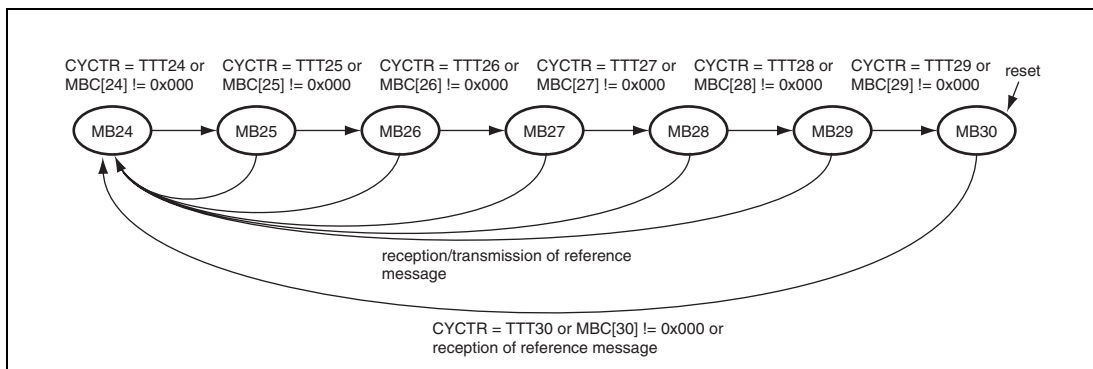 CYCTR = TTT24 or
MBC[24] != 0x000
CYCTR = TTT25 or
MBC[25] != 0x000
CYCTR = TTT26 or
MBC[26] != 0x000
CYCTR = TTT27 or
MBC[27] != 0x000
CYCTR = TTT28 or
MBC[28] != 0x000
CYCTR = TTT29 or
MBC[29] != 0x000
reset
MB24
MB25
MB26
MB27
MB28
MB29
MB30
reception/transmission of reference
message
CYCTR = TTT30 or MBC[30] != 0x000 or
reception of reference message